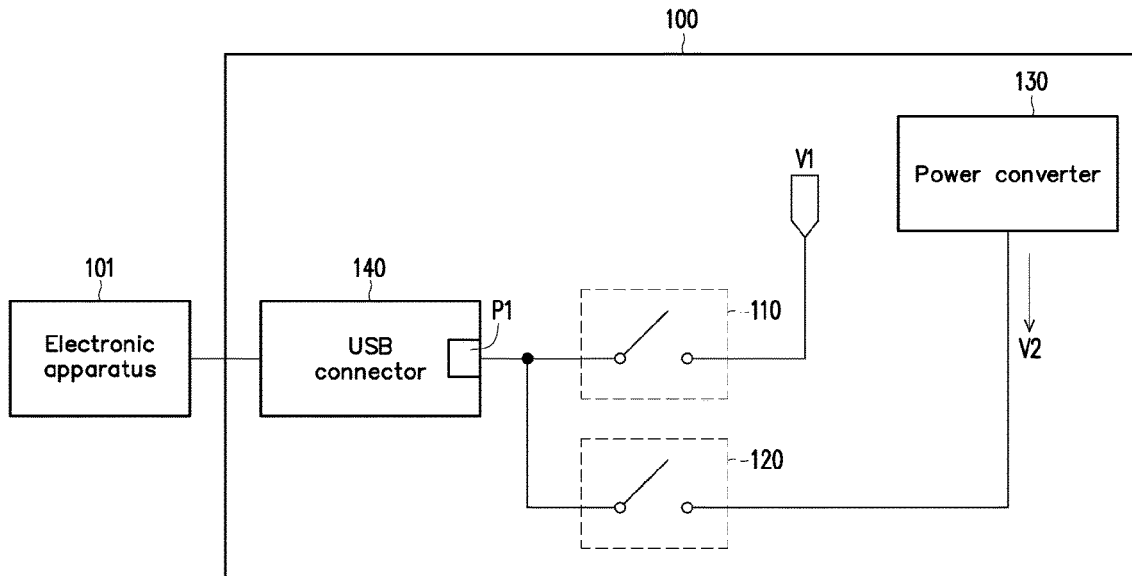 100
130
Power converter
V1
101
140
P1
110
Electronic
apparatus
USB
connector
V2
120